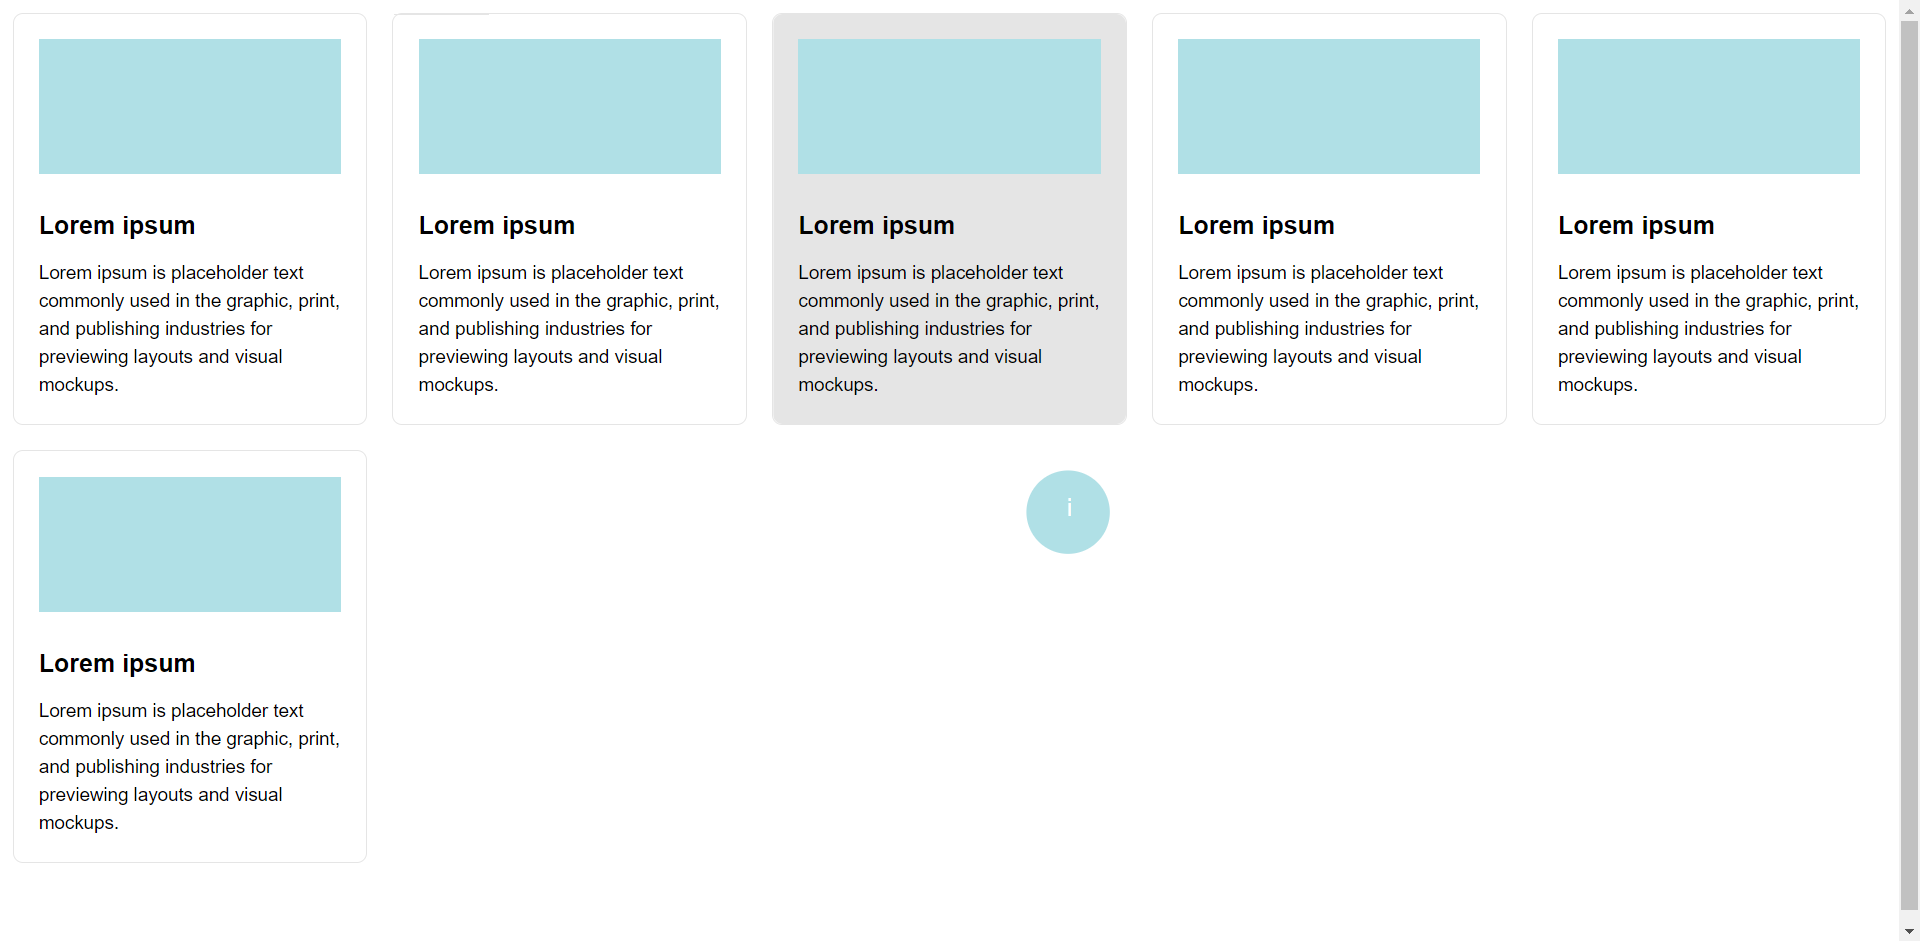 Lorem ipsum
Lorem ipsum is placeholder text
commonly used in the graphic, print,
and publishing industries for
previewing layouts and visual
mockups.
Lorem ipsum
Lorem ipsum is placeholder text
commonly used in the graphic, print,
and publishing industries for
previewing layouts and visual
mockups.
Lorem ipsum
Lorem ipsum is placeholder text
commonly used in the graphic, print,
and publishing industries for
previewing layouts and visual
mockups.
Lorem ipsum
Lorem ipsum is placeholder text
commonly used in the graphic, print,
and publishing industries for
previewing layouts and visual
mockups.
Lorem ipsum
Lorem ipsum is placeholder text
commonly used in the graphic, print,
and publishing industries for
previewing layouts and visual
mockups.
Lorem ipsum
Lorem ipsum is placeholder text
commonly used in the graphic, print,
and publishing industries for
previewing layouts and visual
mockups.
i